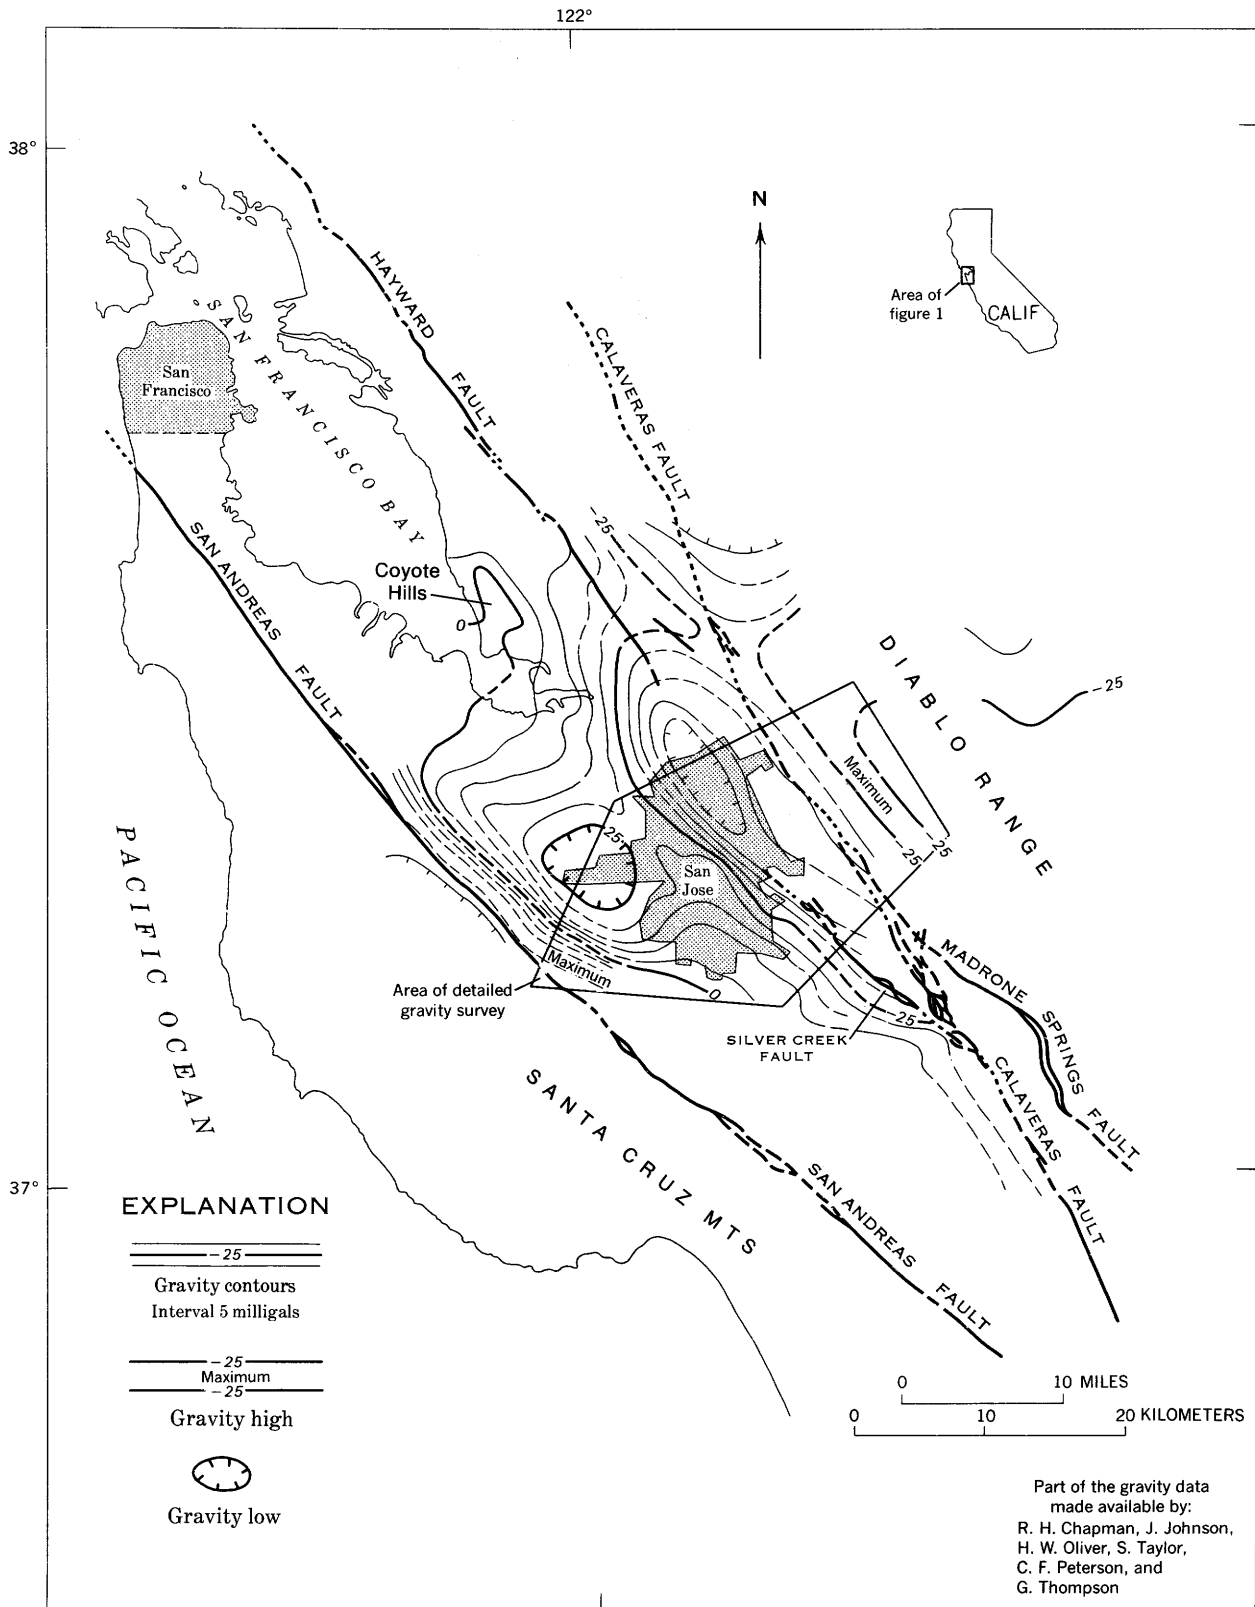 122°
38°
N
HAYWARD
FAULT
CALAVERAS FAULT
Area of
figure 1
CALIF
SAN FRANCISCO BAY
San
Francisco
SAN ANDREAS
FAULT
Coyote
Hills
0
-25
DIABLO RANGE
-25
Maximum
-25
-25
25
San
Jose
PACIFIC OCEAN
Maximum
0
Area of detailed
gravity survey
SILVER CREEK
FAULT
-25
MADRONE SPRINGS FAULT
CALAVERAS
FAULT
SANTA CRUZ MTS
SAN ANDREAS
FAULT
37°
EXPLANATION
-25
Gravity contours
Interval 5 milligals
-25
Maximum
-25
Gravity high
Gravity low
0 10 MILES
0 10 20 KILOMETERS
Part of the gravity data
made available by:
R. H. Chapman, J. Johnson,
H. W. Oliver, S. Taylor,
C. F. Peterson, and
G. Thompson